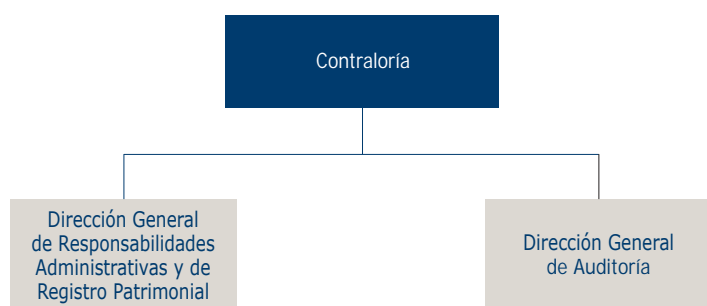 Contraloría
Dirección General
de Responsabilidades
Administrativas y de
Registro Patrimonial
Dirección General
de Auditoría